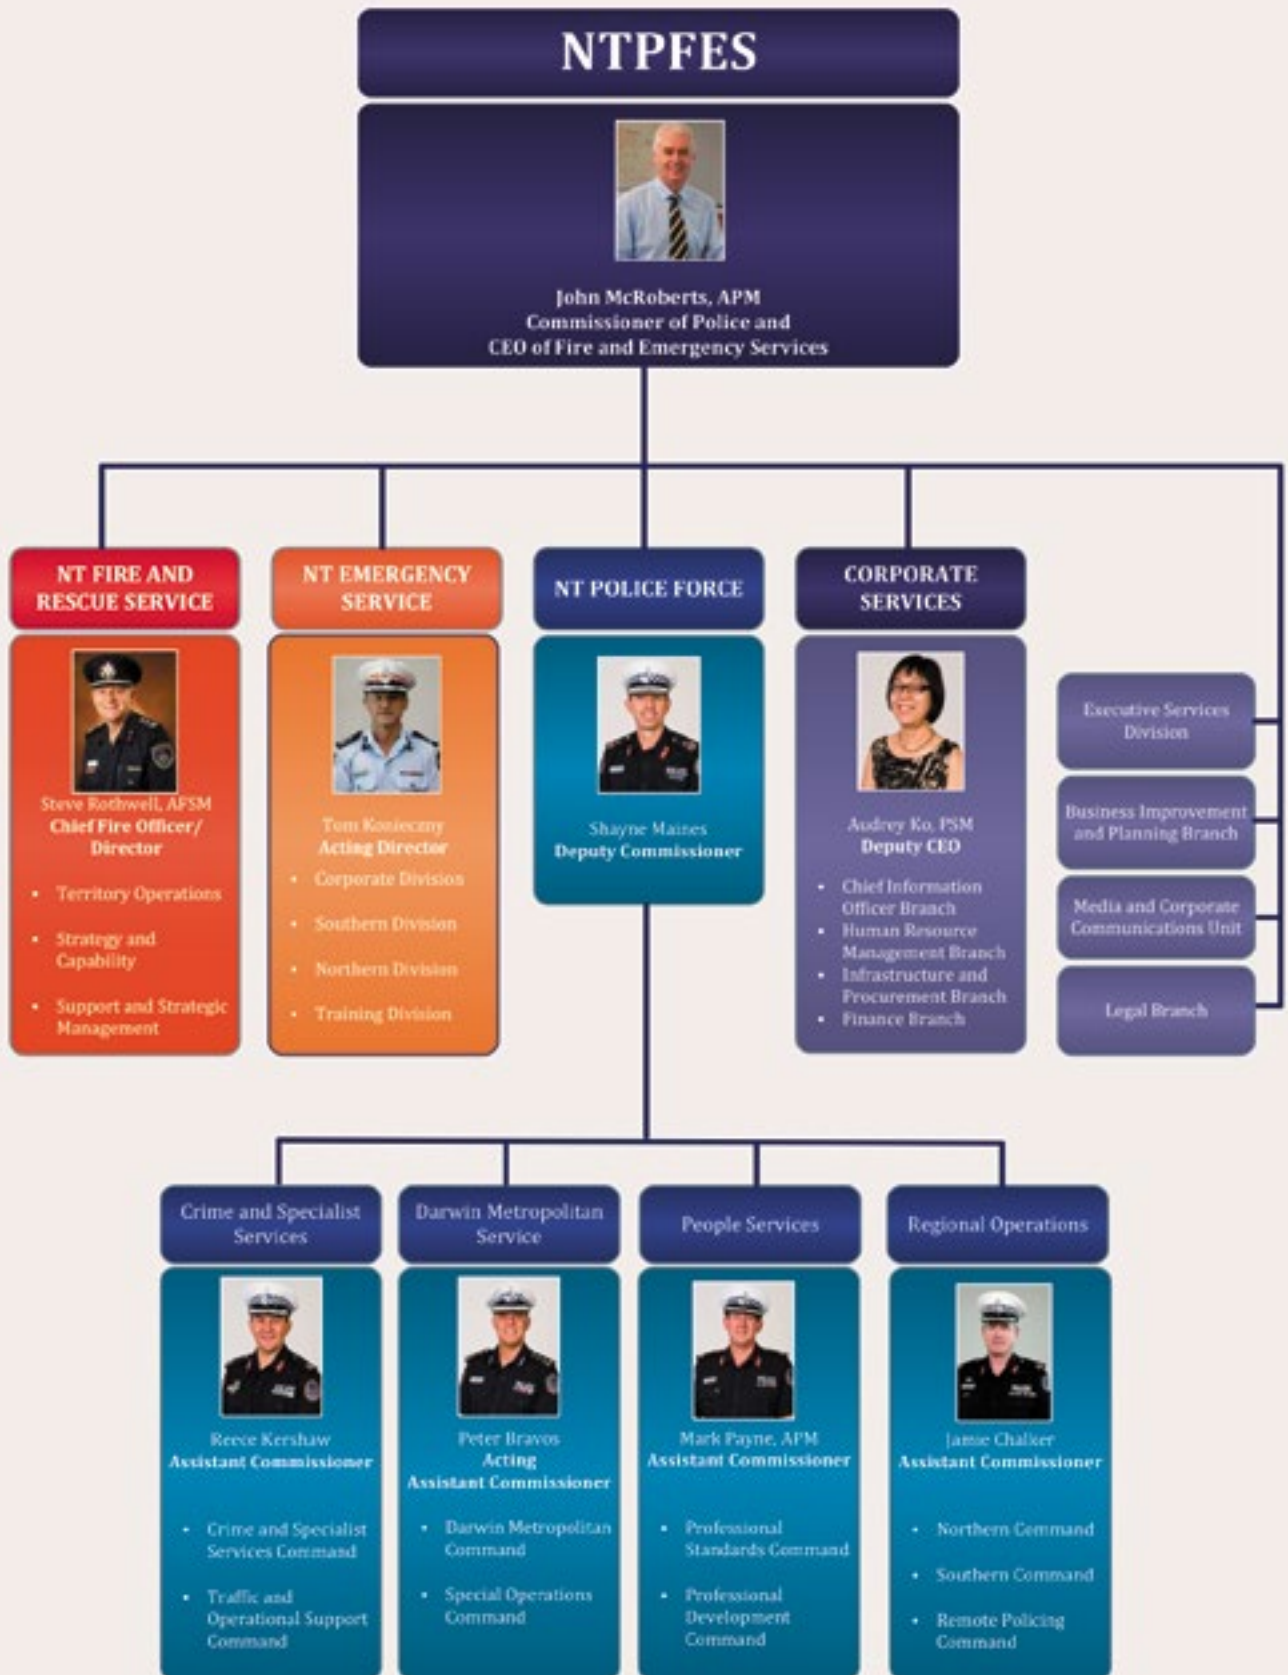 NTPFES
John McRoberts, APM
Commissioner of Police and
CEO of Fire and Emergency Services
NT FIRE AND
RESCUE SERVICE
Steve Rothwell, AFSM
Chief Fire Officer/
Director
• Territory Operations
• Strategy and
Capability
• Support and Strategic
Management
NT EMERGENCY
SERVICE
Tom Konieczny
Acting Director
• Corporate Division
• Southern Division
• Northern Division
• Training Division
NT POLICE FORCE
Shayne Maines
Deputy Commissioner
CORPORATE
SERVICES
Audrey Ko, PSM
Deputy CEO
• Chief Information
Officer Branch
• Human Resource
Management Branch
• Infrastructure and
Procurement Branch
• Finance Branch
Executive Services
Division
Business Improvement
and Planning Branch
Media and Corporate
Communications Unit
Legal Branch
Crime and Specialist
Services
Reece Kershaw
Assistant Commissioner
• Crime and Specialist
Services Command
• Traffic and
Operational Support
Command
Darwin Metropolitan
Service
Peter Bravos
Acting
Assistant Commissioner
• Darwin Metropolitan
Command
• Special Operations
Command
People Services
Mark Payne, APM
Assistant Commissioner
• Professional
Standards Command
• Professional
Development
Command
Regional Operations
Jamie Chalker
Assistant Commissioner
• Northern Command
• Southern Command
• Remote Policing
Command